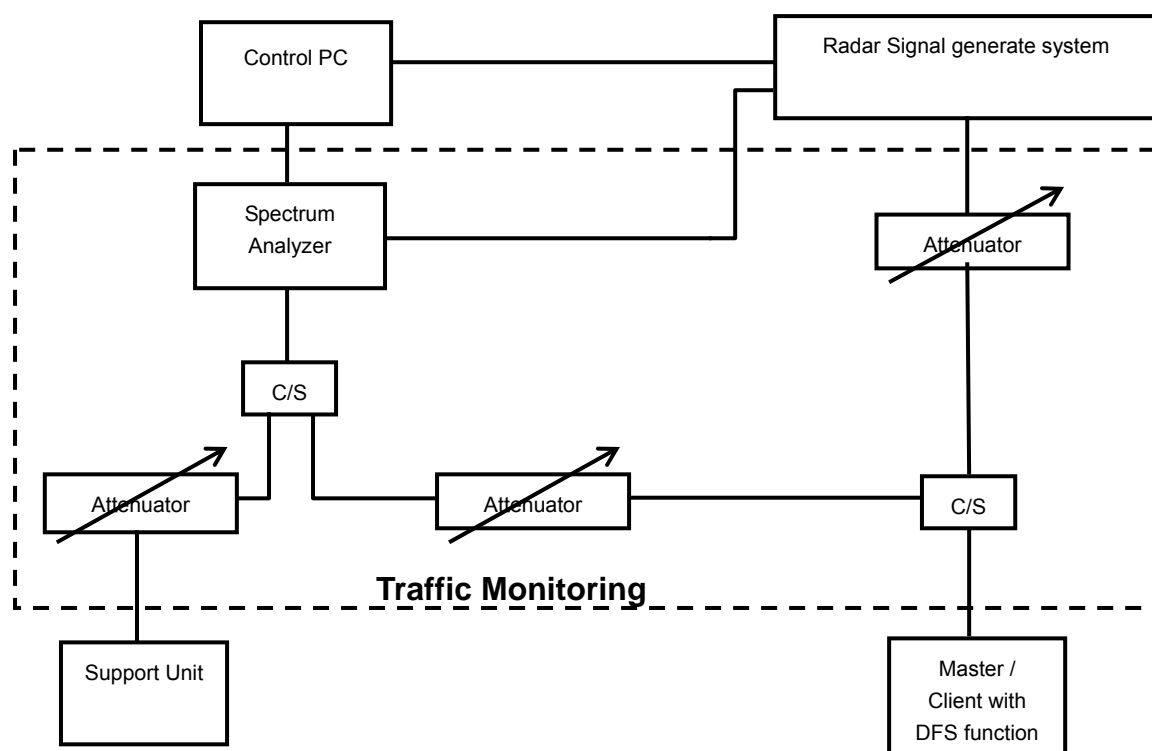 Control PC
Radar Signal generate system
Spectrum
Analyzer
Attenuator
C/S
Attenuator
Attenuator
C/S
Traffic Monitoring
Support Unit
Master /
Client with
DFS function